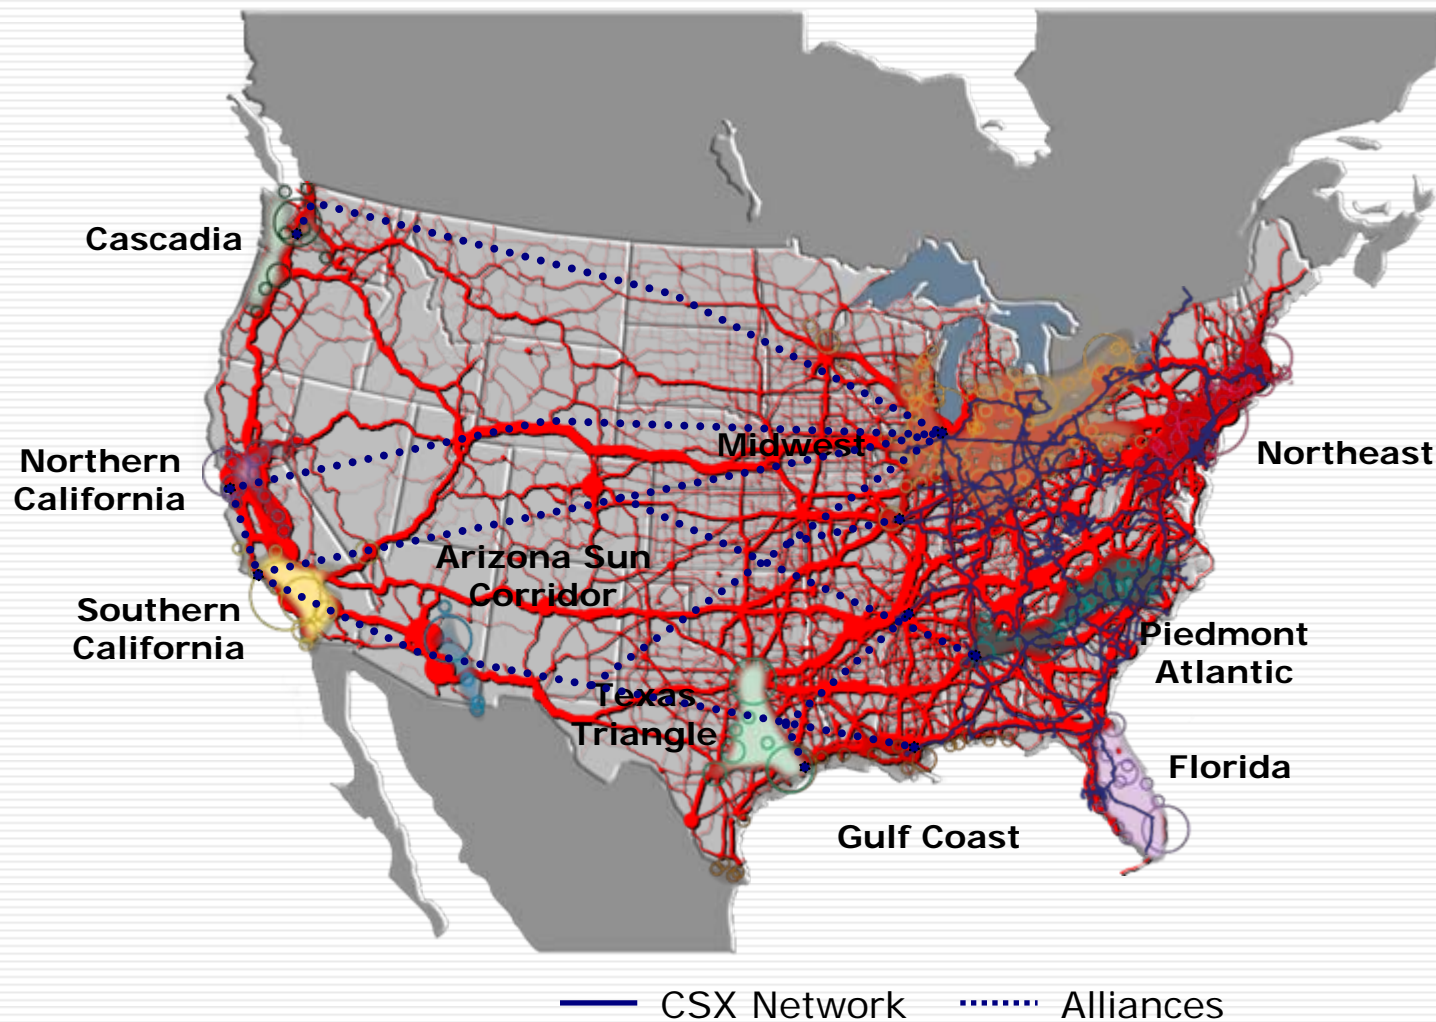 Cascadia
Midwest
Northeast
Northern
California
Arizona Sun
Corridor
Southern
California
Piedmont
Atlantic
Texas
Triangle
Florida
Gulf Coast
CSX Network
Alliances